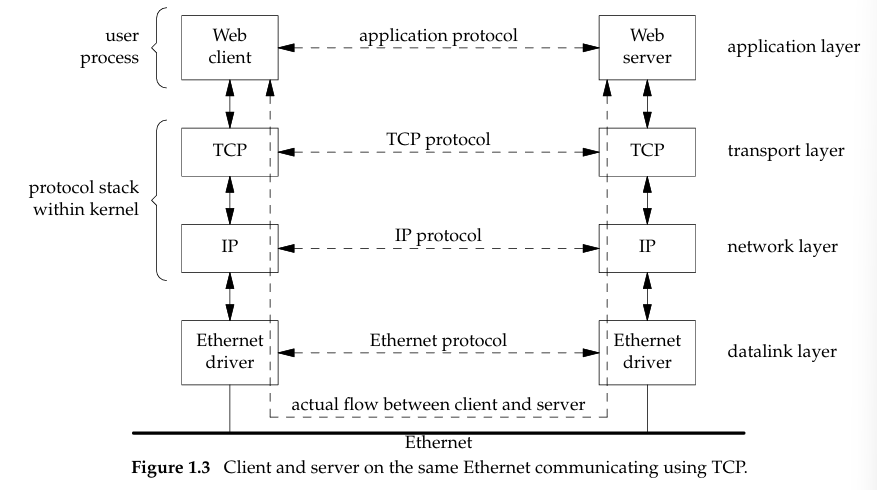 user
process
Web
client
application protocol
Web
server
application layer
TCP
TCP protocol
TCP
transport layer
protocol stack
within kernel
IP
IP protocol
IP
network layer
Ethernet
driver
Ethernet protocol
Ethernet
driver
datalink layer
actual flow between client and server
Ethernet
Figure 1.3 Client and server on the same Ethernet communicating using TCP.